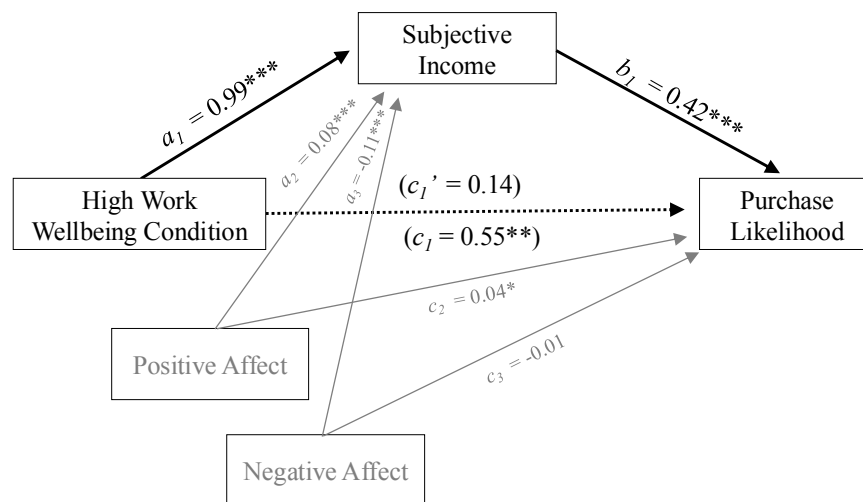 Subjective
Income
a₁ = 0.99***
b₁ = 0.42***
a₂ = 0.08***
a₃ = -0.11***
High Work
Wellbeing Condition
(c₁’ = 0.14)
(c₁ = 0.55**)
Purchase
Likelihood
c₂ = 0.04*
Positive Affect
c₃ = -0.01
Negative Affect